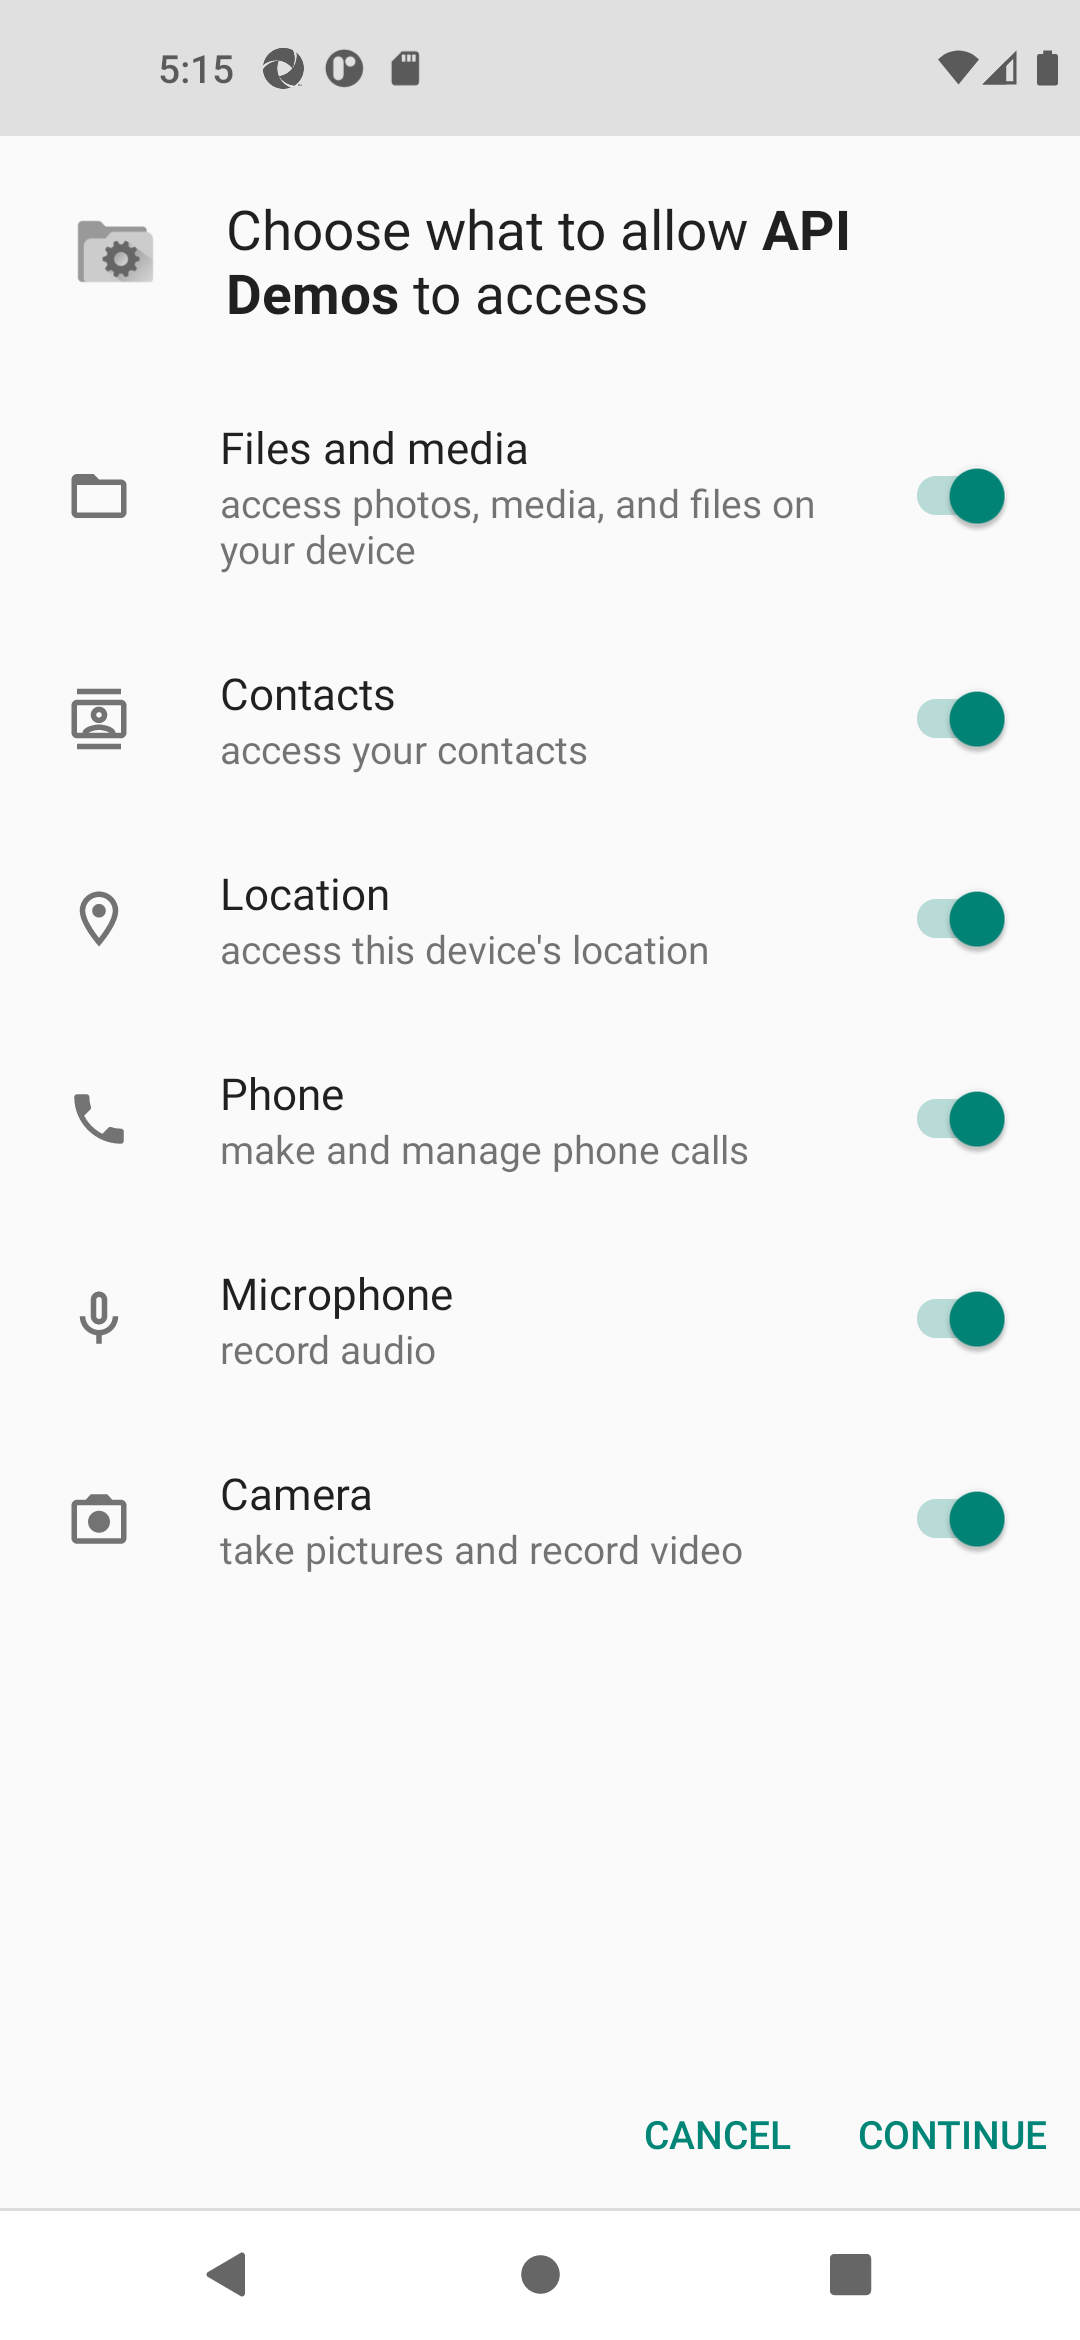 5:15
Choose what to allow API
Demos to access
Files and media
access photos, media, and files on
your device
Contacts
access your contacts
Location
access this device's location
Phone
make and manage phone calls
Microphone
record audio
Camera
take pictures and record video
CANCEL CONTINUE